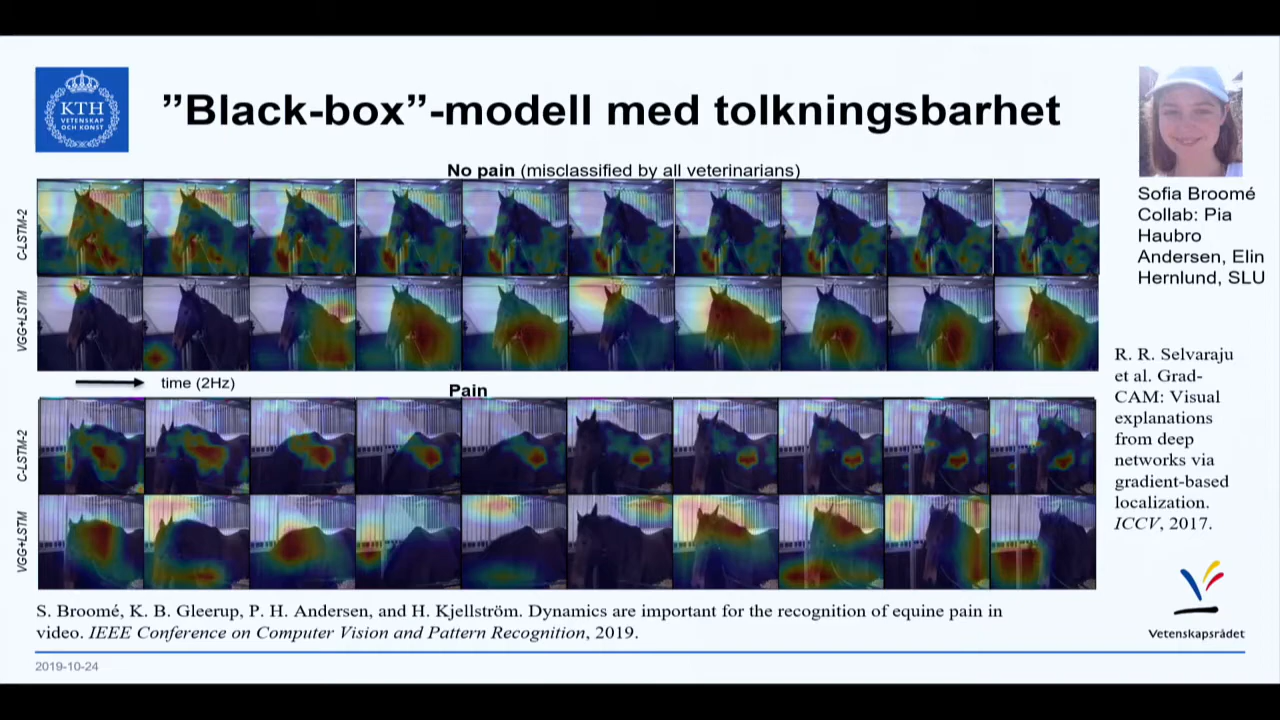 KTH
VETENSKAP
OCH KONST
”Black-box”-modell med tolkningsbarhet
No pain (misclassified by all veterinarians)
C-LSTM-2
VGG+LSTM
time (2Hz)
Pain
C-LSTM-2
VGG+LSTM
Sofia Broomé
Collab: Pia
Haubro
Andersen, Elin
Hernlund, SLU
R. R. Selvaraju
et al. Grad-
CAM: Visual
explanations
from deep
networks via
gradient-based
localization.
ICCV, 2017.
Vetenskapsrådet
S. Broomé, K. B. Gleerup, P. H. Andersen, and H. Kjellström. Dynamics are important for the recognition of equine pain in
video. IEEE Conference on Computer Vision and Pattern Recognition, 2019.
2019-10-24